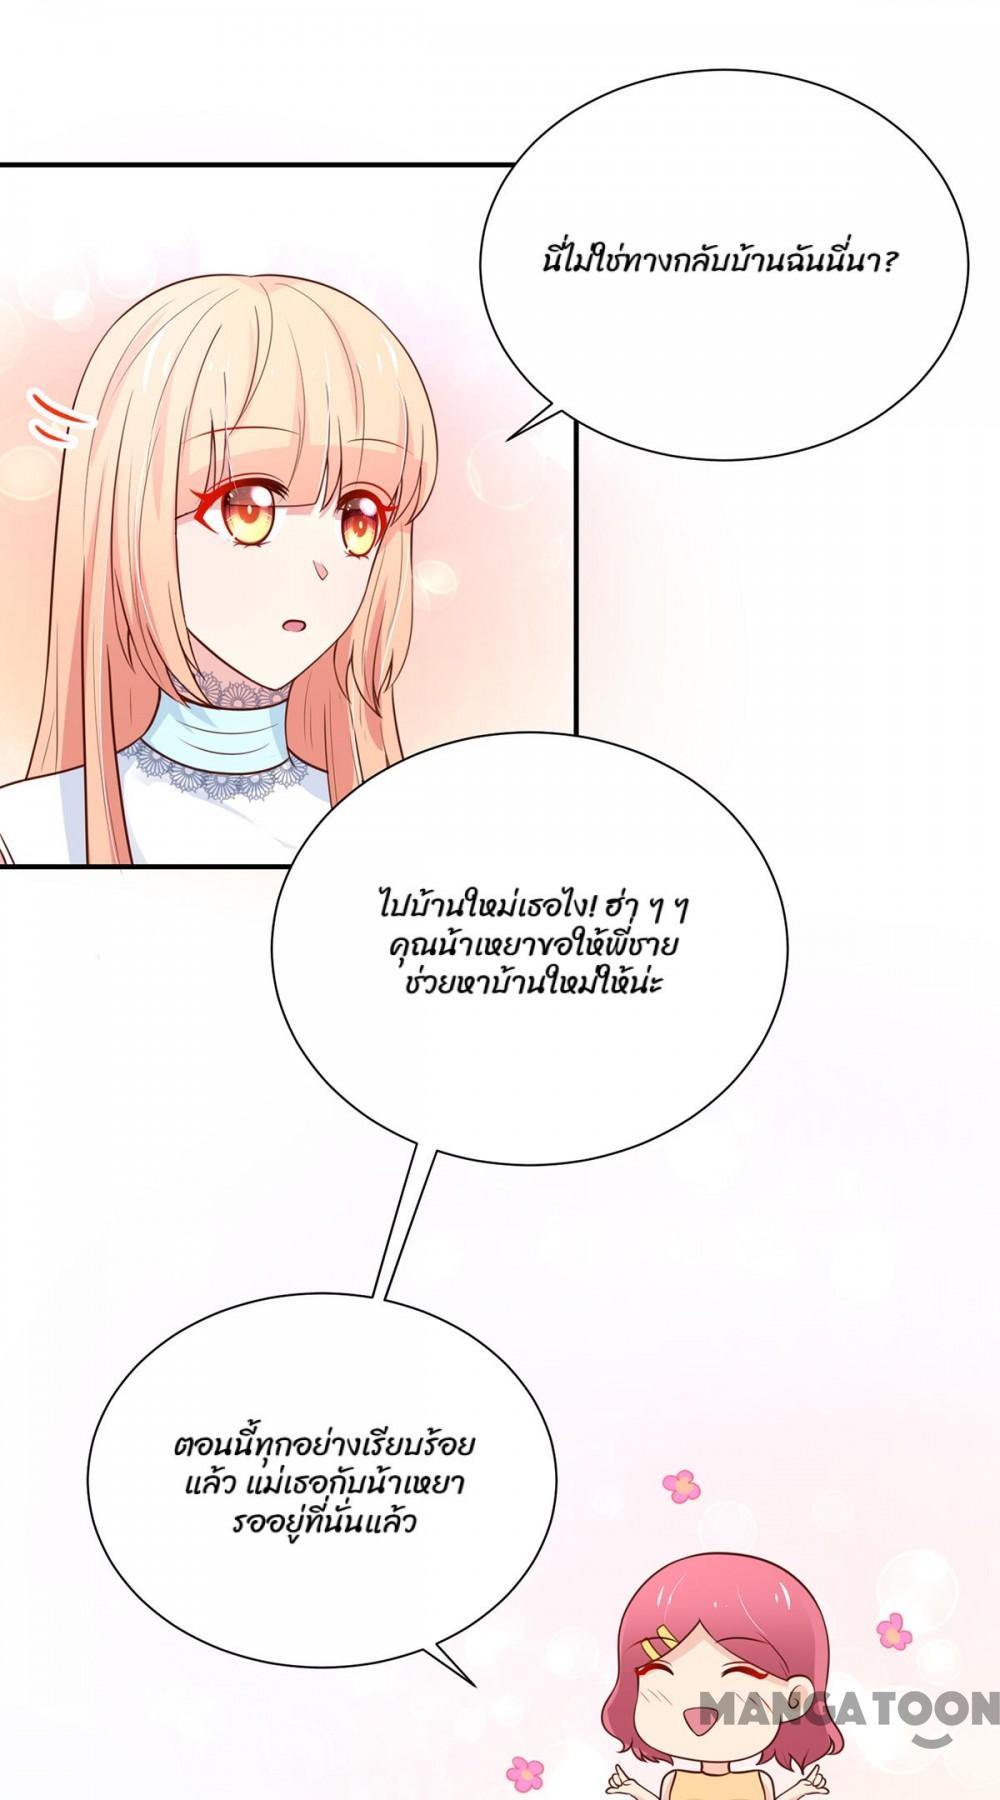 นี่ไม่ใช่ทางกลับบ้านฉันนี่นา?
ไปบ้านใหม่เธอไง! ฮ่า ๆ ๆ
คุณน้าเหยาขอให้พี่ชาย
ช่วยหาบ้านใหม่ให้น่ะ
ตอนนี้ทุกอย่างเรียบร้อย
แล้ว แม่เธอกับน้าเหยา
รออยู่ที่นั่นแล้ว
MANGATOON